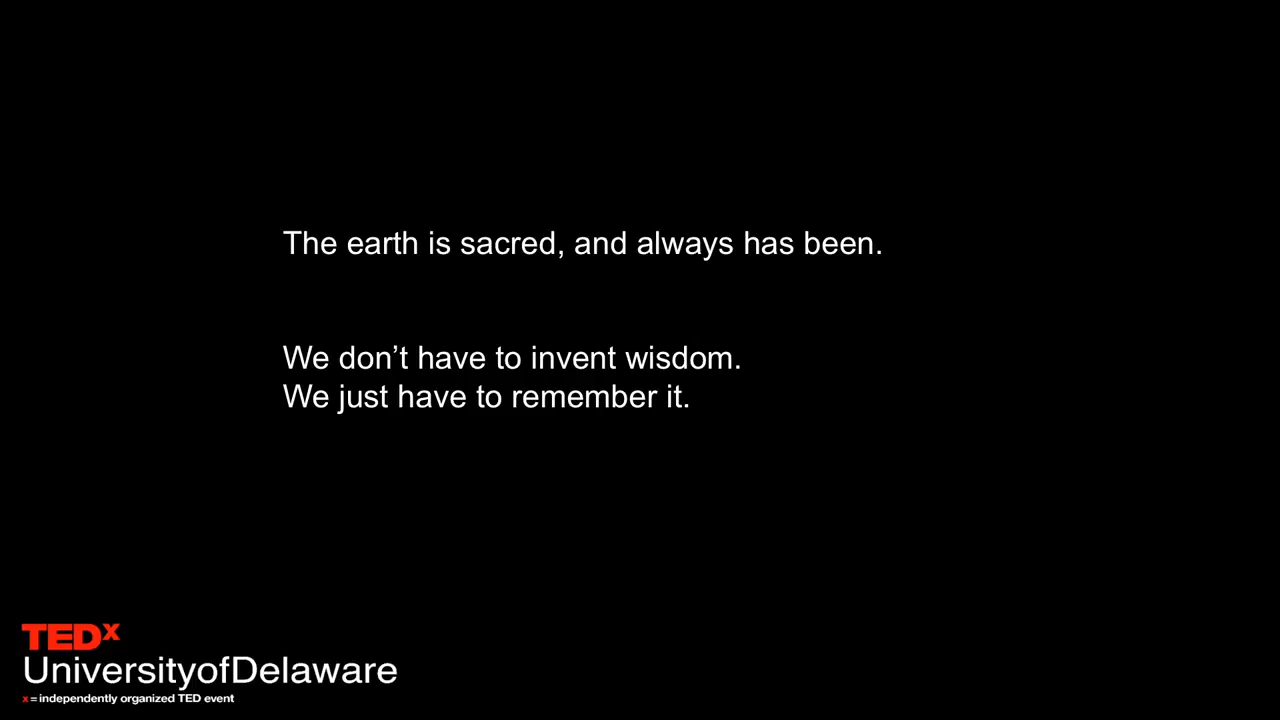 The earth is sacred, and always has been.
We don’t have to invent wisdom.
We just have to remember it.
TEDx
UniversityofDelaware
x = independently organized TED event